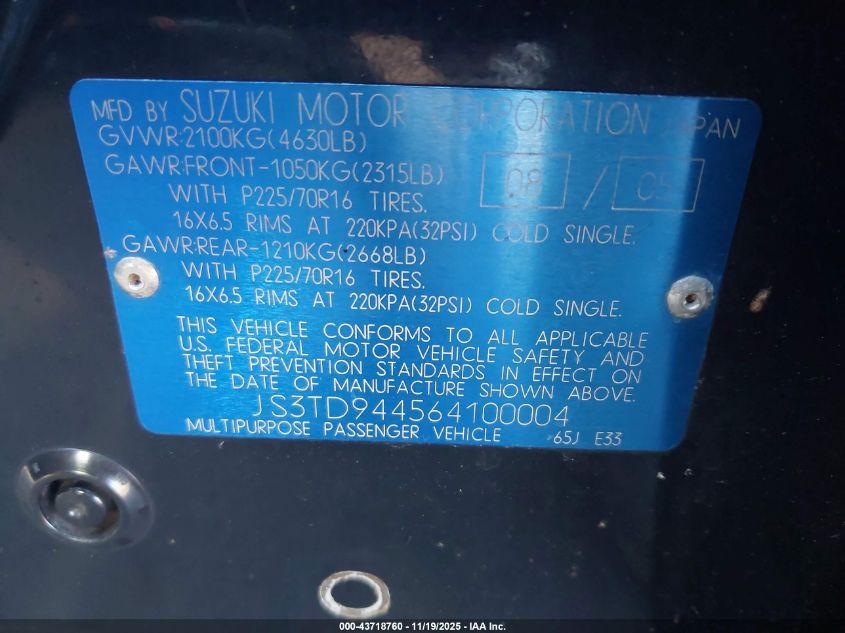 MFD BY SUZUKI MOTOR CORPORATION JAPAN
GVWR-2100KG(4630LB)
GAWR:FRONT-1050KG(2315LB) 08 / 05
WITH P225/70R16 TIRES.
16X6.5 RIMS AT 220KPA(32PSI) COLD SINGLE.
GAWR:REAR-1210KG(2668LB)
WITH P225/70R16 TIRES.
16X6.5 RIMS AT 220KPA(32PSI) COLD SINGLE.
THIS VEHICLE CONFORMS TO ALL APPLICABLE
U.S. FEDERAL MOTOR VEHICLE SAFETY AND
THEFT PREVENTION STANDARDS IN EFFECT ON
THE DATE OF MANUFACTURE SHOWN ABOVE.
JS3TD944564100004
MULTIPURPOSE PASSENGER VEHICLE 65J E33
000-43718760 - 11/19/2025 - IAA Inc.